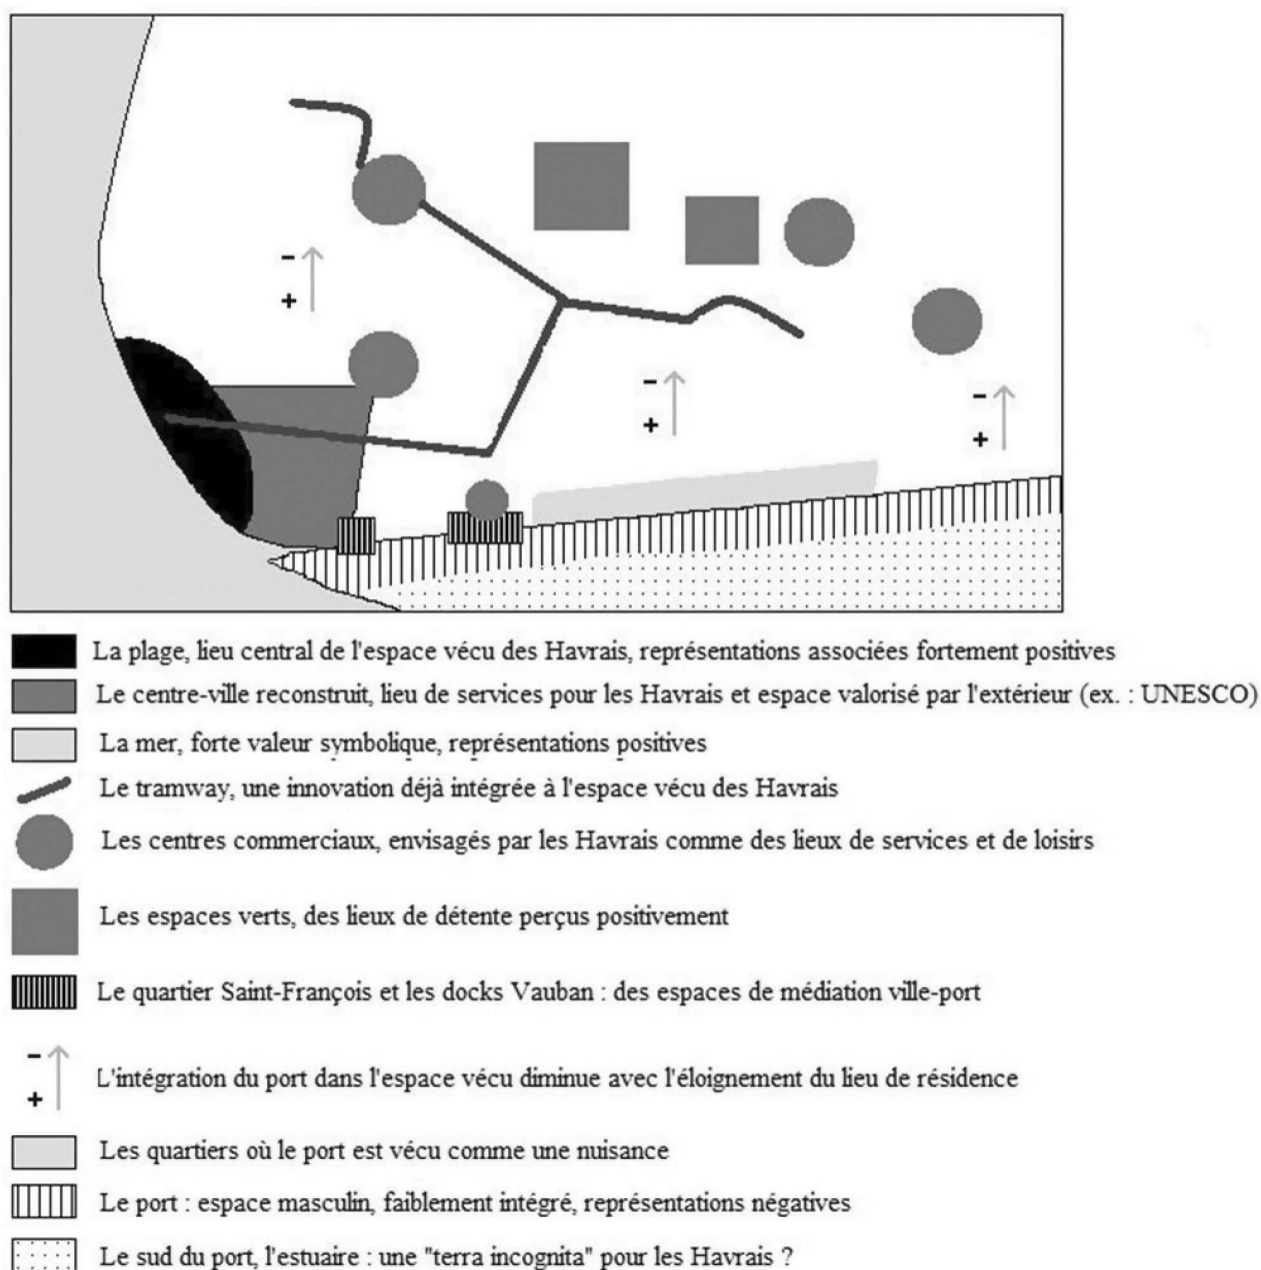 -
+
-
+
-
+
La plage, lieu central de l'espace vécu des Havrais, représentations associées fortement positives
Le centre-ville reconstruit, lieu de services pour les Havrais et espace valorisé par l'extérieur (ex. : UNESCO)
La mer, forte valeur symbolique, représentations positives
Le tramway, une innovation déjà intégrée à l'espace vécu des Havrais
Les centres commerciaux, envisagés par les Havrais comme des lieux de services et de loisirs
Les espaces verts, des lieux de détente perçus positivement
Le quartier Saint-François et les docks Vauban : des espaces de médiation ville-port
-
+
L'intégration du port dans l'espace vécu diminue avec l'éloignement du lieu de résidence
Les quartiers où le port est vécu comme une nuisance
Le port : espace masculin, faiblement intégré, représentations négatives
Le sud du port, l'estuaire : une "terra incognita" pour les Havrais ?